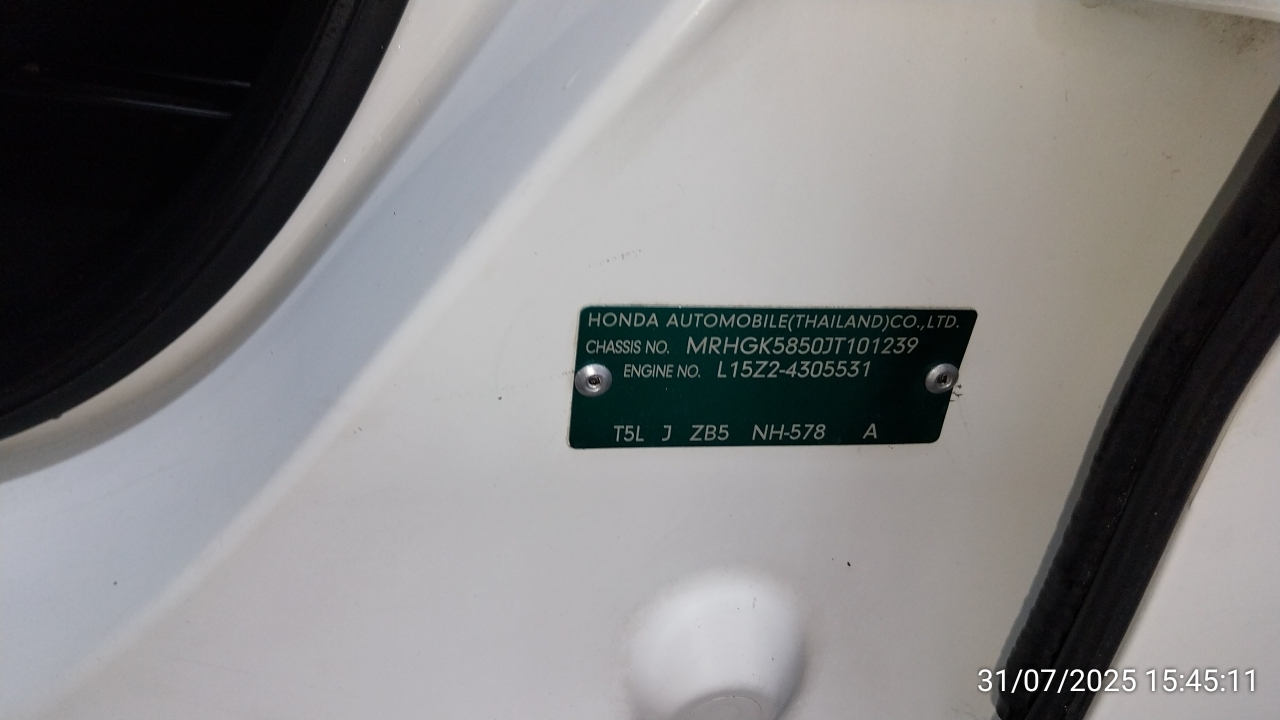 HONDA AUTOMOBILE(THAILAND)CO.,LTD.
CHASSIS NO. MRHGK5850JT101239
ENGINE NO. L15Z2-4305531
T5L J ZB5 NH-578 A
31/07/2025 15:45:11